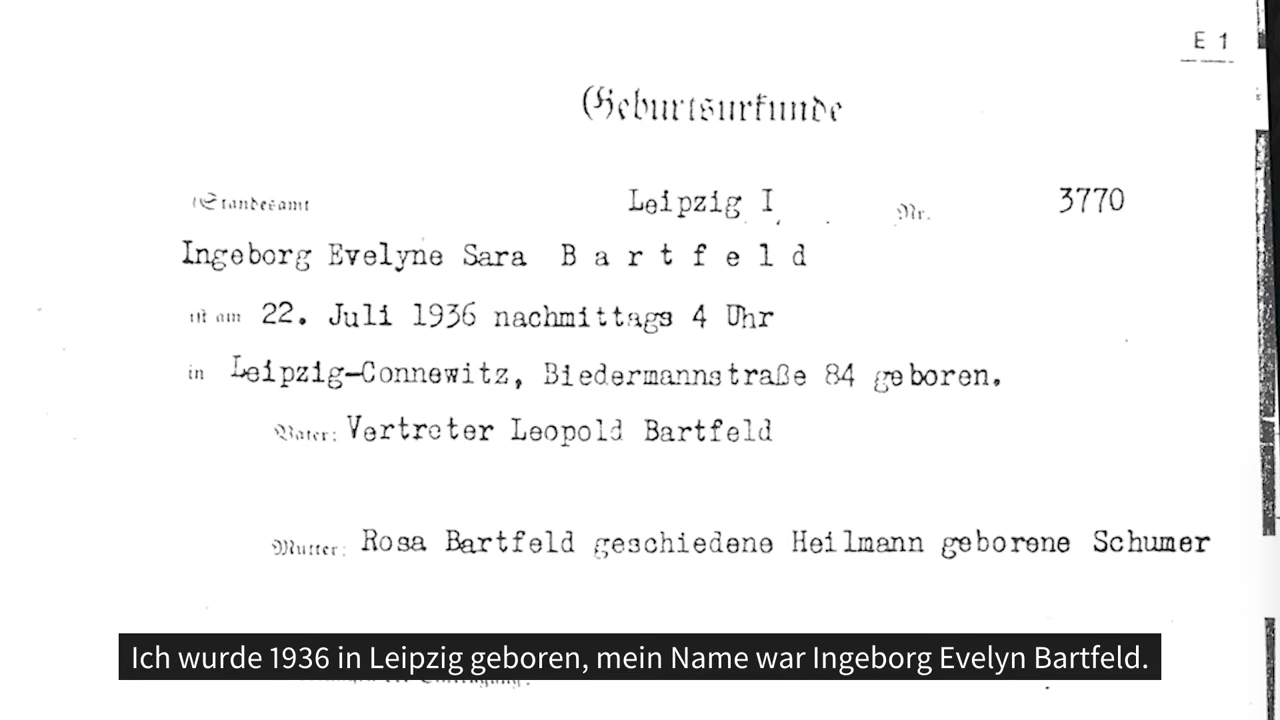 E 1
Geburtsurkunde
Standesamt Leipzig I Nr. 3770
Ingeborg Evelyne Sara Bartfeld
ist am 22. Juli 1936 nachmittags 4 Uhr
in Leipzig-Connewitz, Biedermannstraße 84 geboren.
Vater: Vertreter Leopold Bartfeld
Mutter: Rosa Bartfeld geschiedene Heilmann geborene Schumer
Ich wurde 1936 in Leipzig geboren, mein Name war Ingeborg Evelyn Bartfeld.